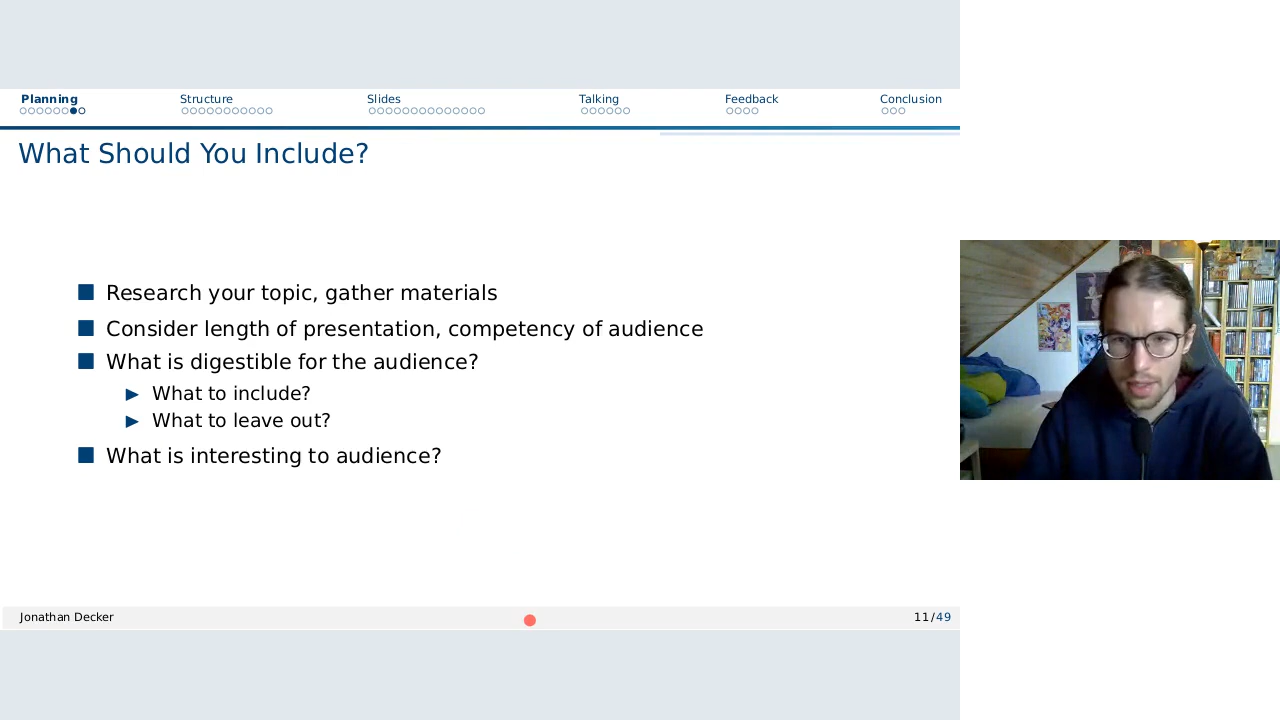 Planning
Structure
Slides
Talking
Feedback
Conclusion
What Should You Include?
Research your topic, gather materials
Consider length of presentation, competency of audience
What is digestible for the audience?
What to include?
What to leave out?
What is interesting to audience?
Jonathan Decker
11/49